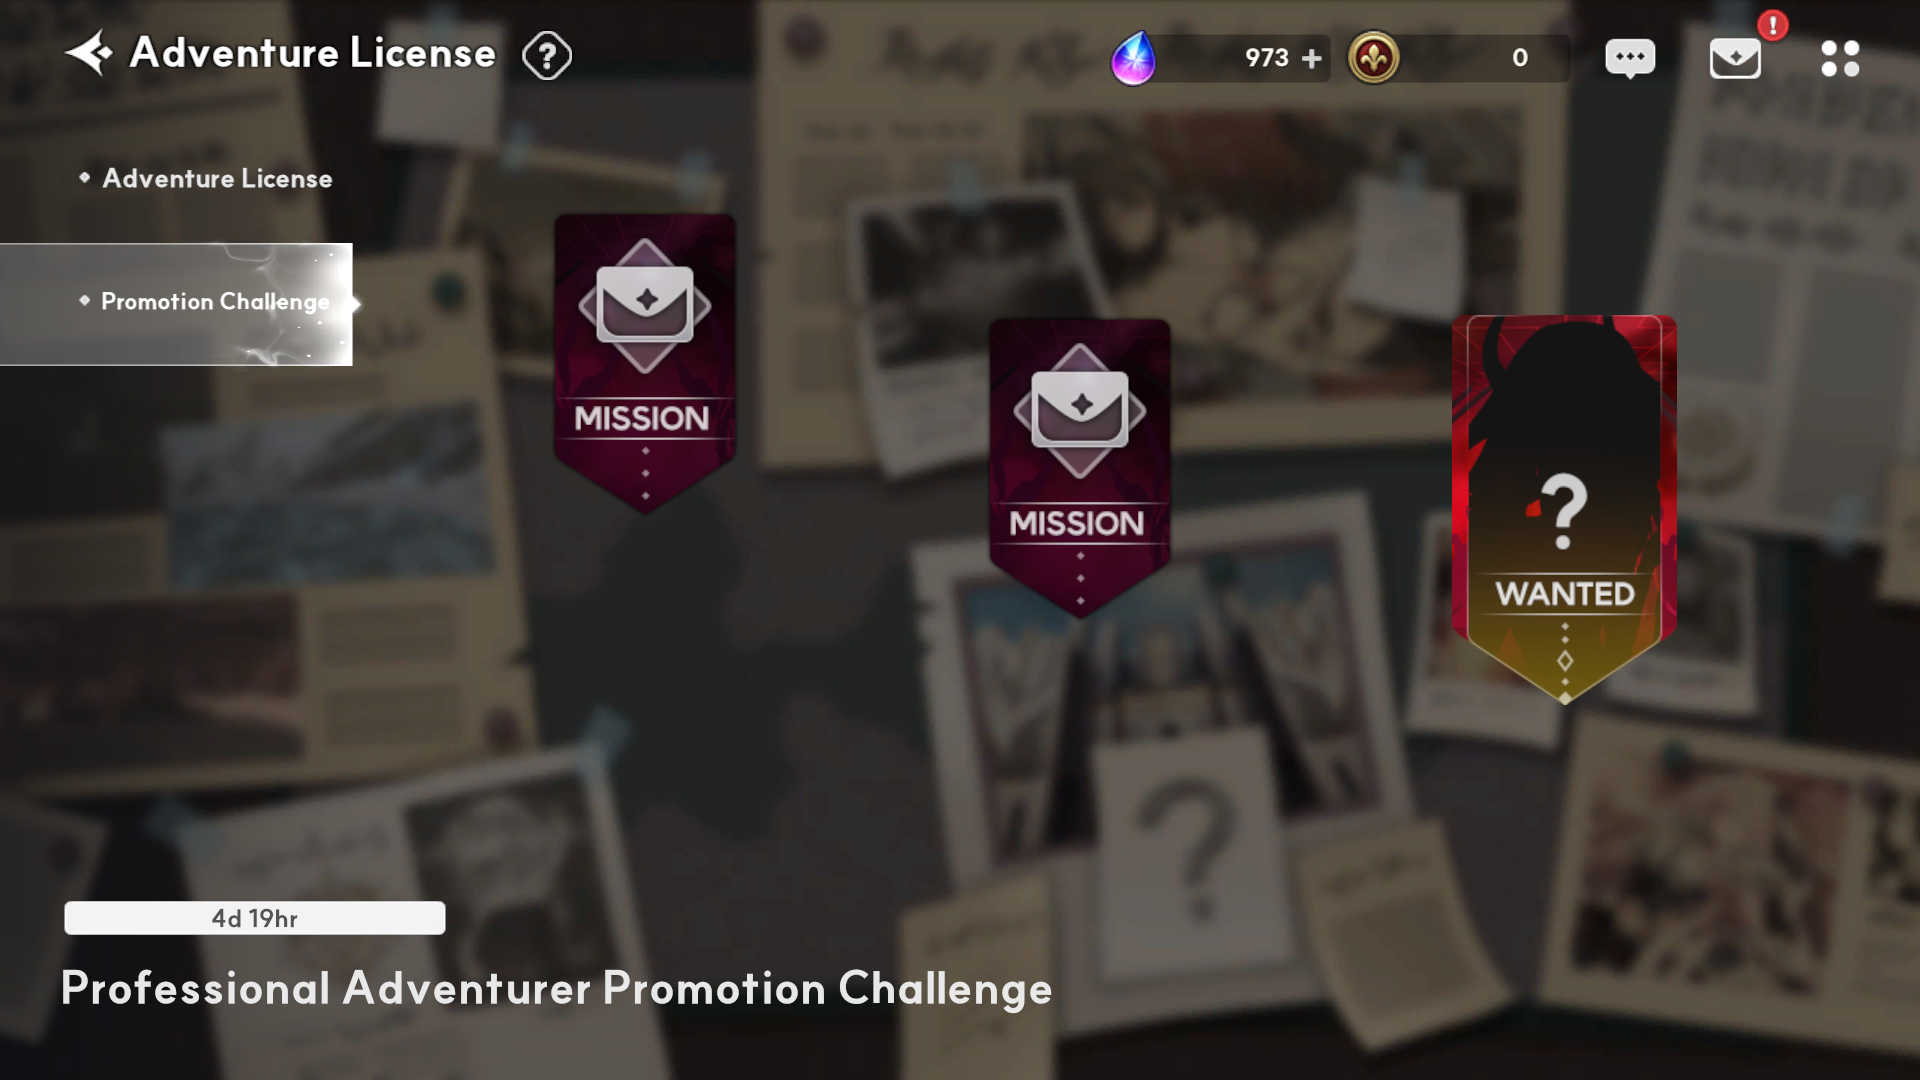 Adventure License
?
973 +
0
!
Adventure License
Promotion Challenge
MISSION
MISSION
?
WANTED
?
4d 19hr
Professional Adventurer Promotion Challenge